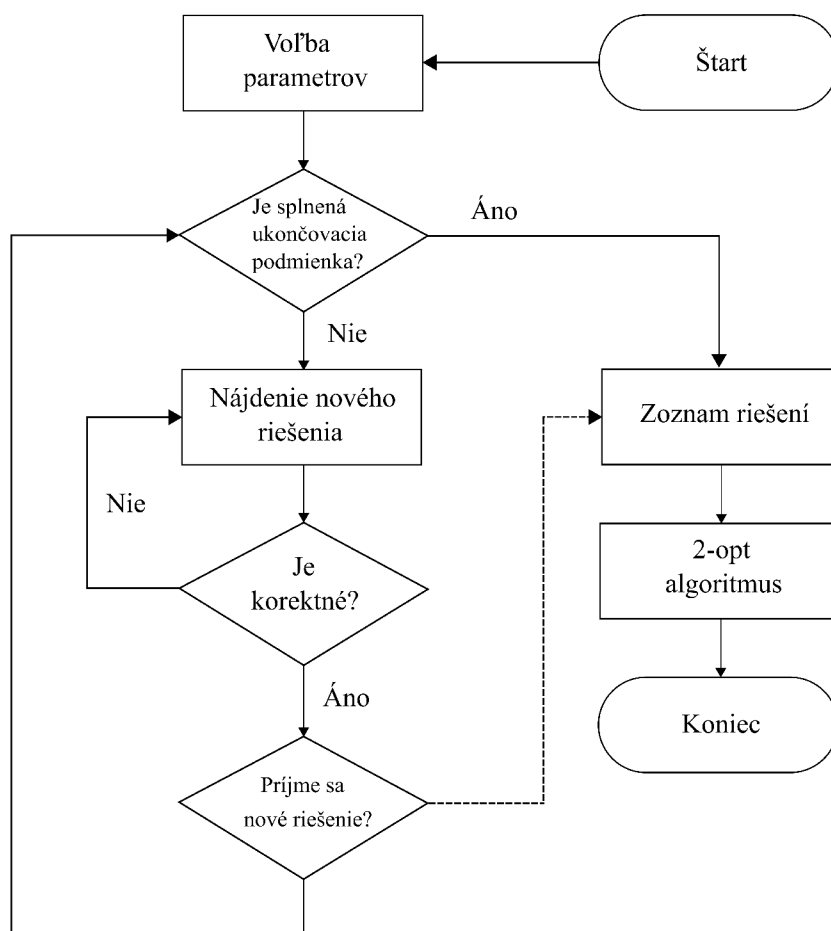 Voľba
parametrov
Štart
Je splnená
ukončovacia
podmienka?
Áno
Nie
Nájdenie nového
riešenia
Zoznam riešení
Nie
2-opt
algoritmus
Je
korektné?
Áno
Koniec
Príjme sa
nové riešenie?